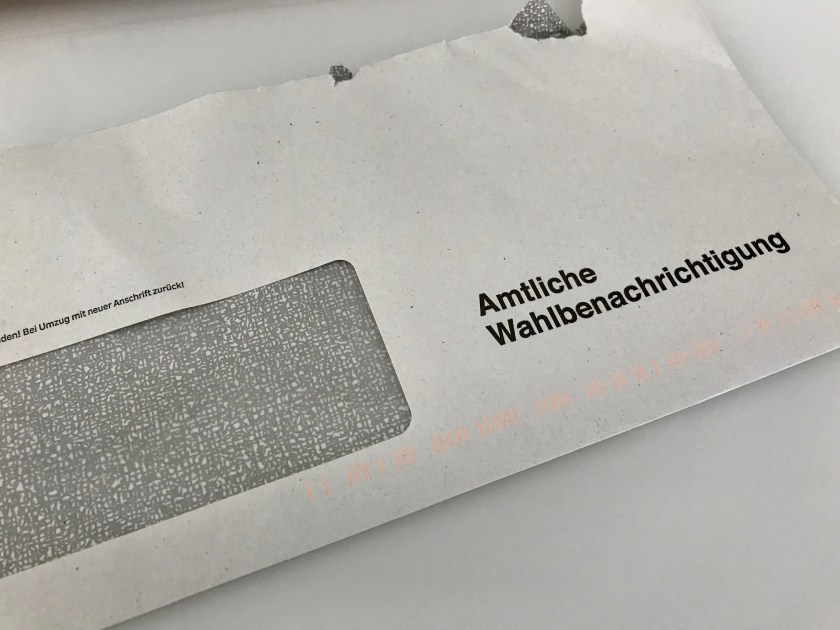 den! Bei Umzug mit neuer Anschrift zurück!
Amtliche
Wahlbenachrichtigung